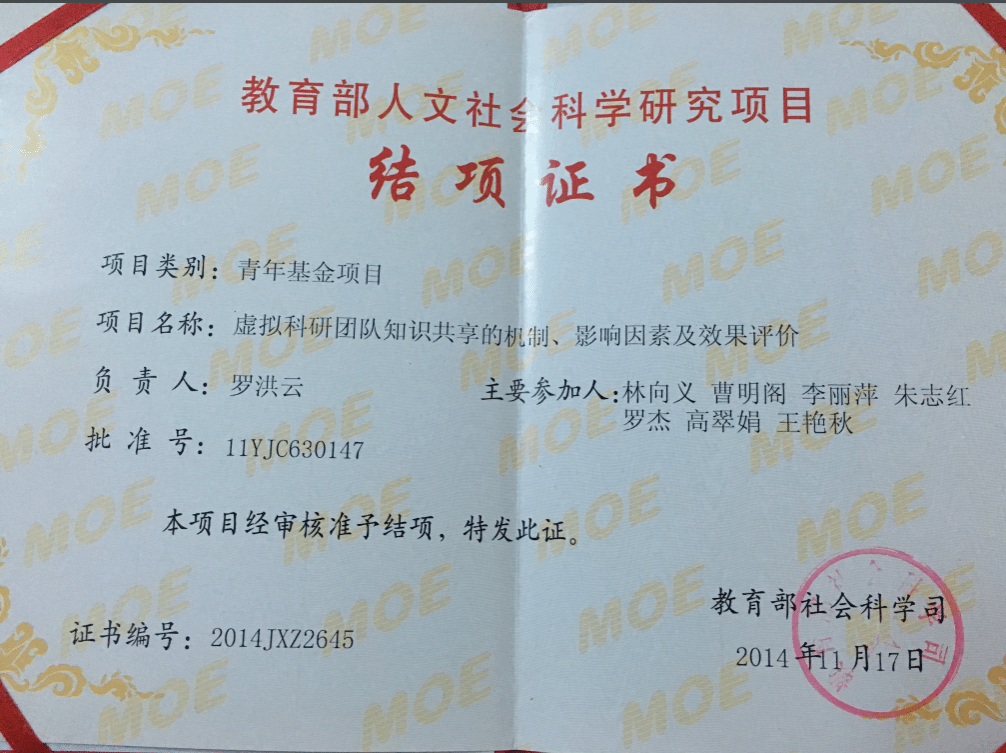 教育部人文社会科学研究项目
结项证书
项目类别：青年基金项目
项目名称：虚拟科研团队知识共享的机制、影响因素及效果评价
负责人：罗洪云 主要参加人：林向义 曹明阁 李丽萍 朱志红
罗杰 高翠娟 王艳秋
批准号：11YJC630147
本项目经审核准予结项，特发此证。
教育部社会科学司
证书编号：2014JXZ2645
2014年11月17日
MOE